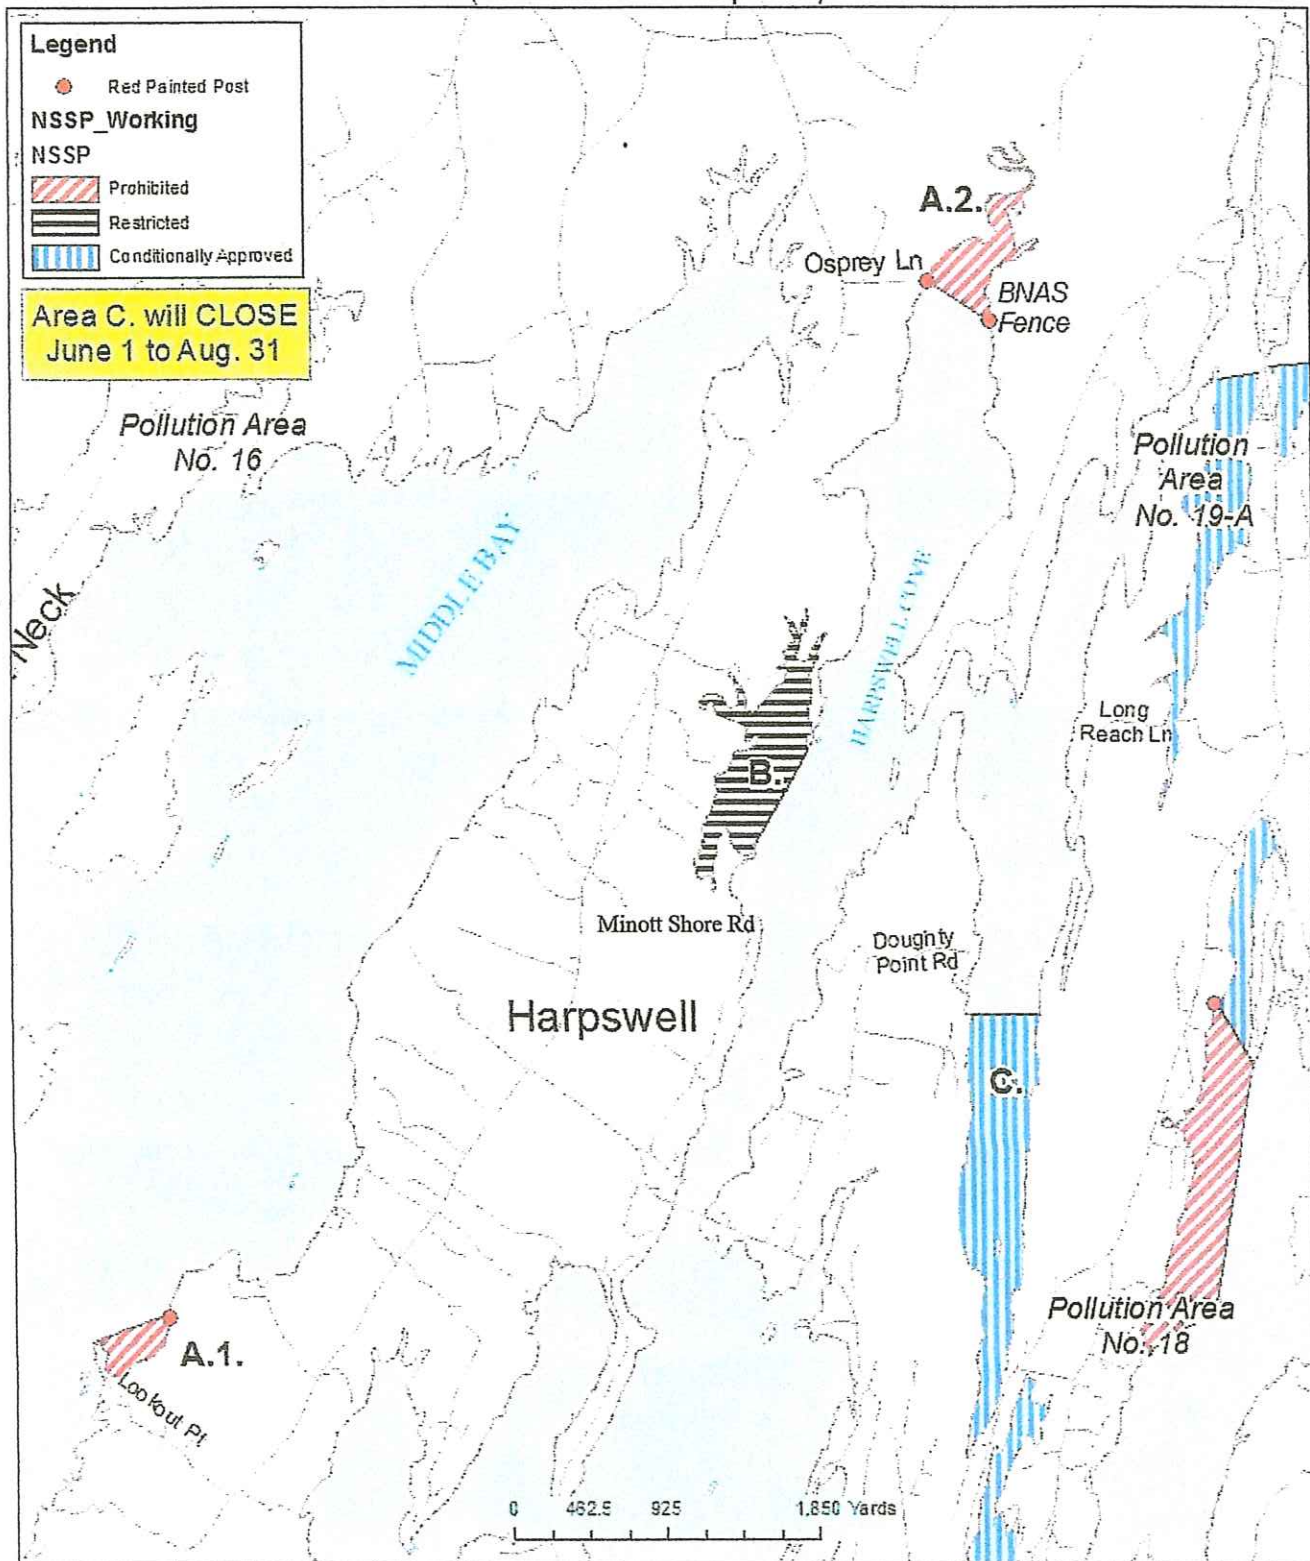 Legend
Red Painted Post
NSSP_Working
NSSP
Prohibited
Restricted
Conditionally Approved
Area C. will CLOSE
June 1 to Aug. 31
Pollution Area
No. 16
A.2.
Osprey Ln
BNAS
Fence
Pollution
Area
No. 19-A
MIDDLE BAY
Neck
HARPSWELL COVE
Long
Reach Ln
B.
Minott Shore Rd
Doughty
Point Rd
Harpswell
C.
Pollution Area
No. 18
A.1.
Lookout Pt
0 462.5 925 1,850 Yards